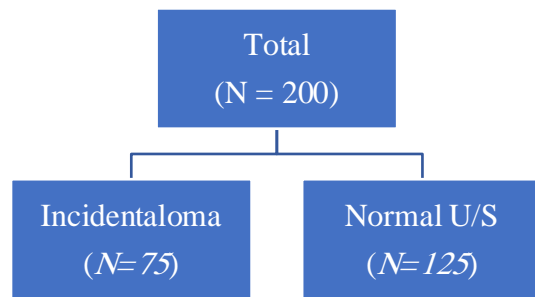 Total
(N = 200)
Incidentaloma
(N=75)
Normal U/S
(N=125)